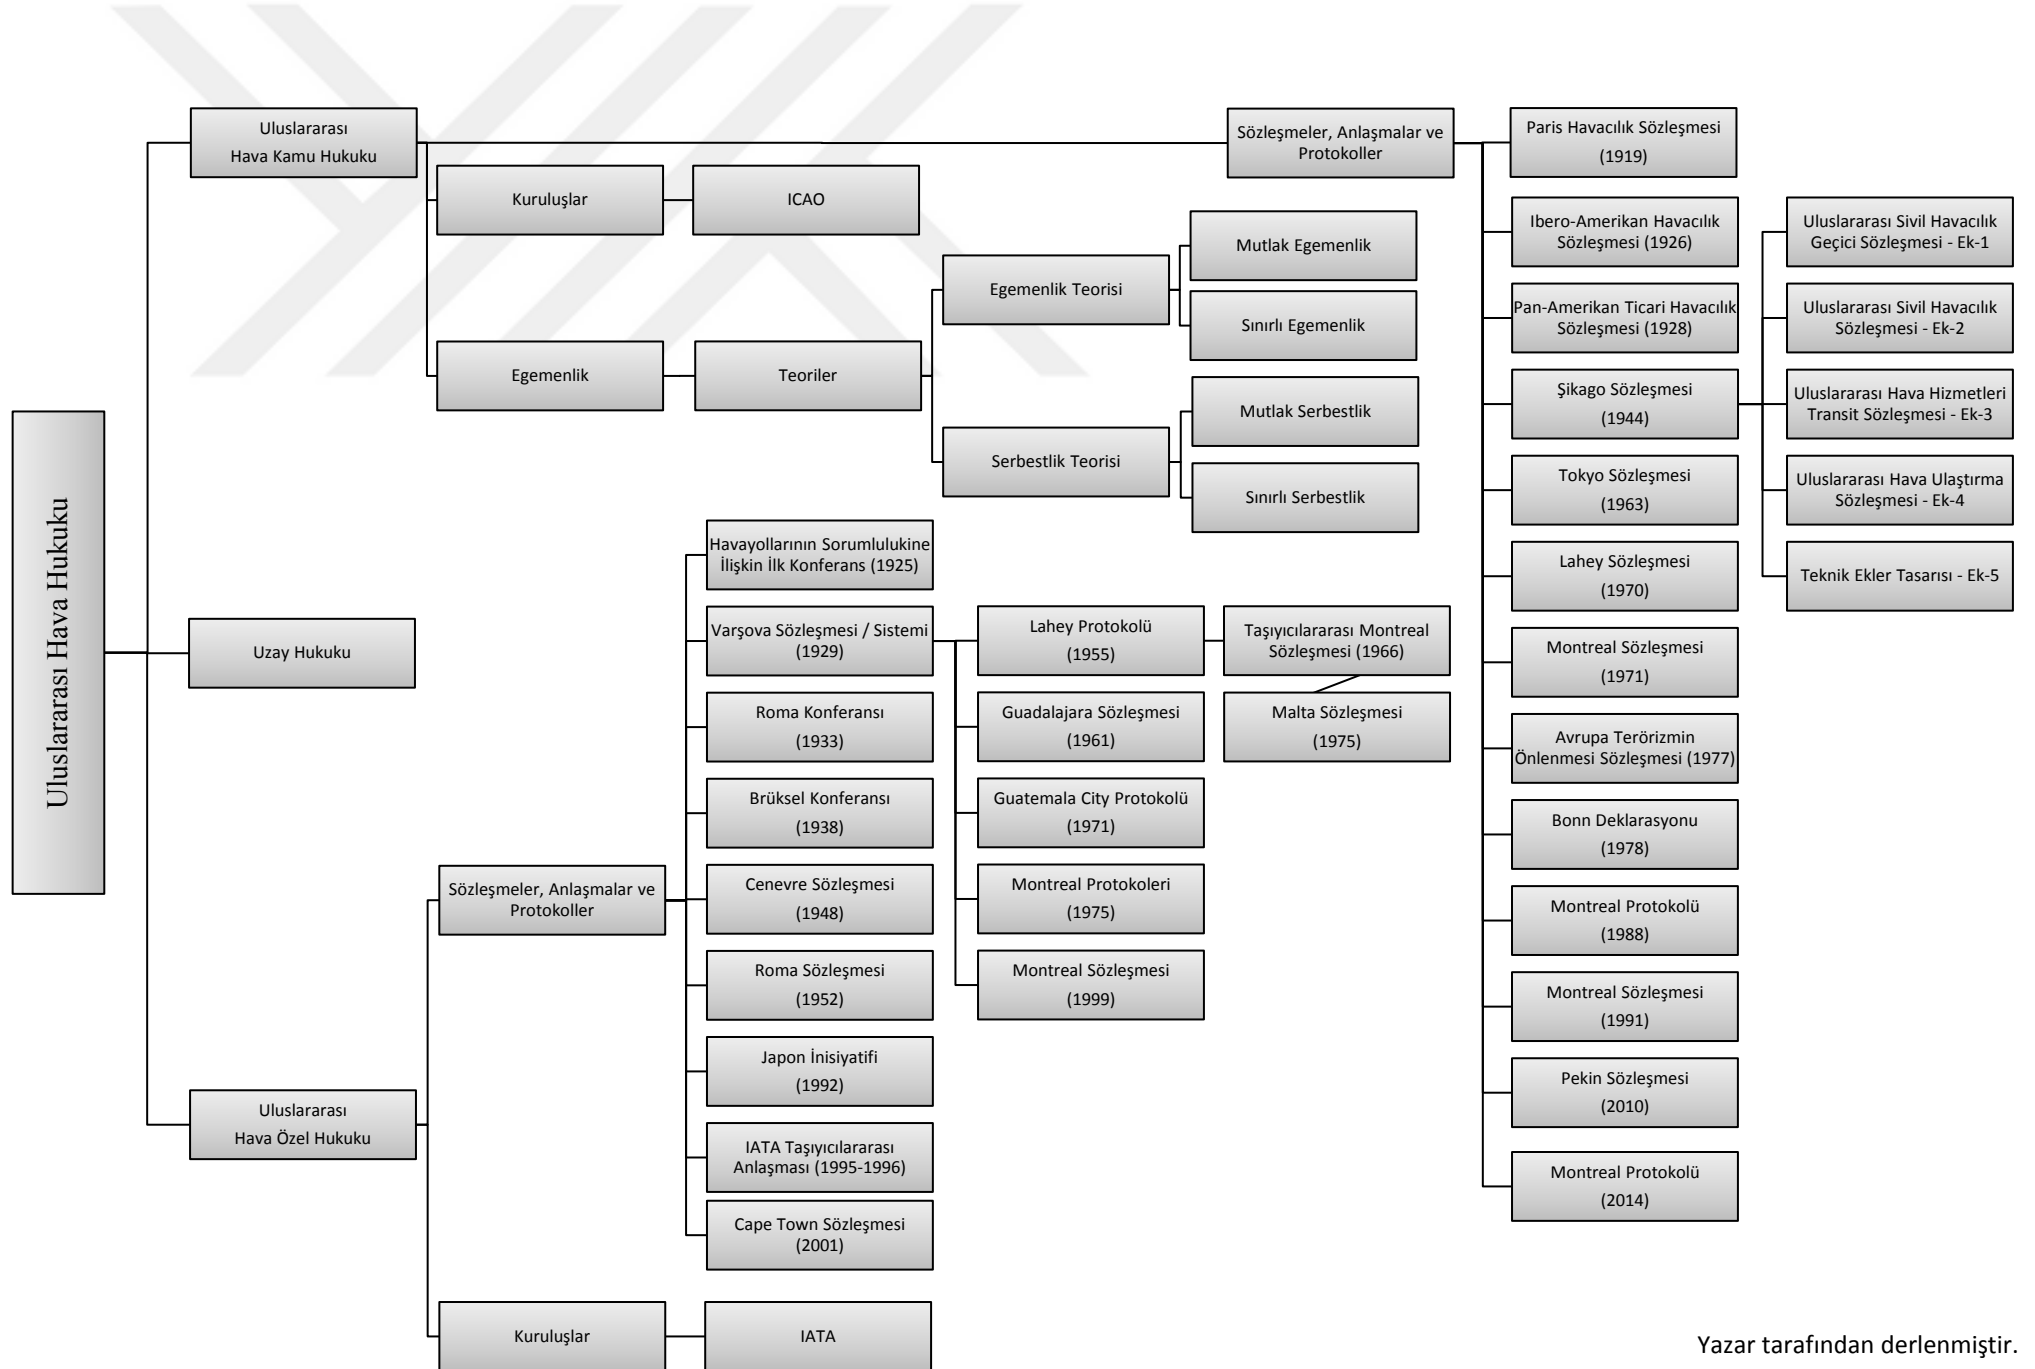 Uluslararası Hava Hukuku
Uluslararası
Hava Kamu Hukuku
Kuruluşlar
ICAO
Egemenlik
Teoriler
Egemenlik Teorisi
Mutlak Egemenlik
Sınırlı Egemenlik
Serbestlik Teorisi
Mutlak Serbestlik
Sınırlı Serbestlik
Sözleşmeler, Anlaşmalar ve
Protokoller
Paris Havacılık Sözleşmesi
(1919)
Ibero-Amerikan Havacılık
Sözleşmesi (1926)
Pan-Amerikan Ticari Havacılık
Sözleşmesi (1928)
Şikago Sözleşmesi
(1944)
Uluslararası Sivil Havacılık
Geçici Sözleşmesi - Ek-1
Uluslararası Sivil Havacılık
Sözleşmesi - Ek-2
Uluslararası Hava Hizmetleri
Transit Sözleşmesi - Ek-3
Uluslararası Hava Ulaştırma
Sözleşmesi - Ek-4
Teknik Ekler Tasarısı - Ek-5
Tokyo Sözleşmesi
(1963)
Lahey Sözleşmesi
(1970)
Montreal Sözleşmesi
(1971)
Avrupa Terörizmin
Önlenmesi Sözleşmesi (1977)
Bonn Deklarasyonu
(1978)
Montreal Protokolü
(1988)
Montreal Sözleşmesi
(1991)
Pekin Sözleşmesi
(2010)
Montreal Protokolü
(2014)
Uzay Hukuku
Uluslararası
Hava Özel Hukuku
Sözleşmeler, Anlaşmalar ve
Protokoller
Havayollarının Sorumlulukine
İlişkin İlk Konferans (1925)
Varşova Sözleşmesi / Sistemi
(1929)
Lahey Protokolü
(1955)
Taşıyıcılararası Montreal
Sözleşmesi (1966)
Malta Sözleşmesi
(1975)
Guadalajara Sözleşmesi
(1961)
Guatemala City Protokolü
(1971)
Montreal Protokoleri
(1975)
Montreal Sözleşmesi
(1999)
Roma Konferansı
(1933)
Brüksel Konferansı
(1938)
Cenevre Sözleşmesi
(1948)
Roma Sözleşmesi
(1952)
Japon İnisiyatifi
(1992)
IATA Taşıyıcılararası
Anlaşması (1995-1996)
Cape Town Sözleşmesi
(2001)
Kuruluşlar
IATA
Yazar tarafından derlenmiştir.